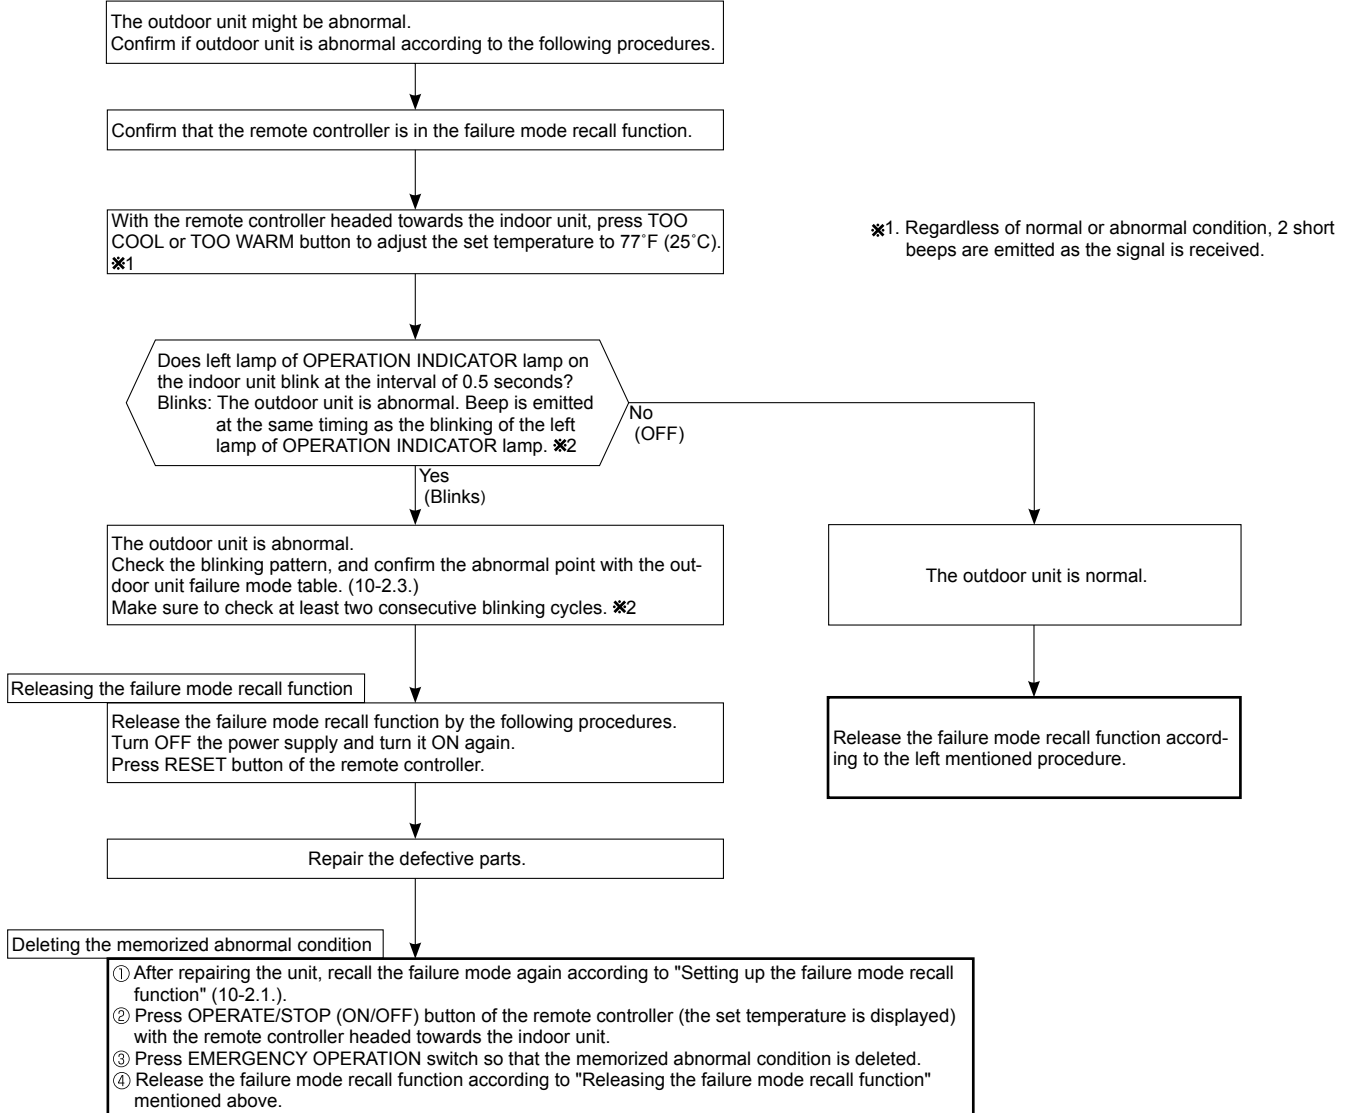 The outdoor unit might be abnormal.
Confirm if outdoor unit is abnormal according to the following procedures.
Confirm that the remote controller is in the failure mode recall function.
With the remote controller headed towards the indoor unit, press TOO
COOL or TOO WARM button to adjust the set temperature to 77˚F (25˚C).
※1
※1. Regardless of normal or abnormal condition, 2 short
beeps are emitted as the signal is received.
Does left lamp of OPERATION INDICATOR lamp on
the indoor unit blink at the interval of 0.5 seconds?
Blinks: The outdoor unit is abnormal. Beep is emitted
at the same timing as the blinking of the left
lamp of OPERATION INDICATOR lamp. ※2
No
(OFF)
Yes
(Blinks)
The outdoor unit is abnormal.
Check the blinking pattern, and confirm the abnormal point with the out-
door unit failure mode table. (10-2.3.)
Make sure to check at least two consecutive blinking cycles. ※2
The outdoor unit is normal.
Releasing the failure mode recall function
Release the failure mode recall function by the following procedures.
Turn OFF the power supply and turn it ON again.
Press RESET button of the remote controller.
Release the failure mode recall function accord-
ing to the left mentioned procedure.
Repair the defective parts.
Deleting the memorized abnormal condition
① After repairing the unit, recall the failure mode again according to "Setting up the failure mode recall
function" (10-2.1.).
② Press OPERATE/STOP (ON/OFF) button of the remote controller (the set temperature is displayed)
with the remote controller headed towards the indoor unit.
③ Press EMERGENCY OPERATION switch so that the memorized abnormal condition is deleted.
④ Release the failure mode recall function according to "Releasing the failure mode recall function"
mentioned above.